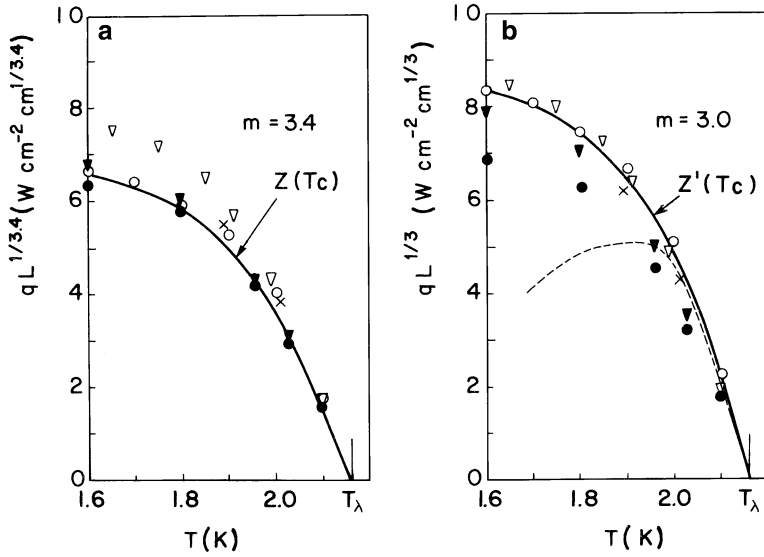 a
qL^{1/3.4} (W cm^{-2} cm^{1/3.4})
10
8
6
4
2
0
m = 3.4
Z(Tc)
1.6
1.8
2.0
T_λ
T(K)
b
qL^{1/3} (W cm^{-2} cm^{1/3})
10
8
6
4
2
0
m = 3.0
Z'(Tc)
1.6
1.8
2.0
T_λ
T(K)